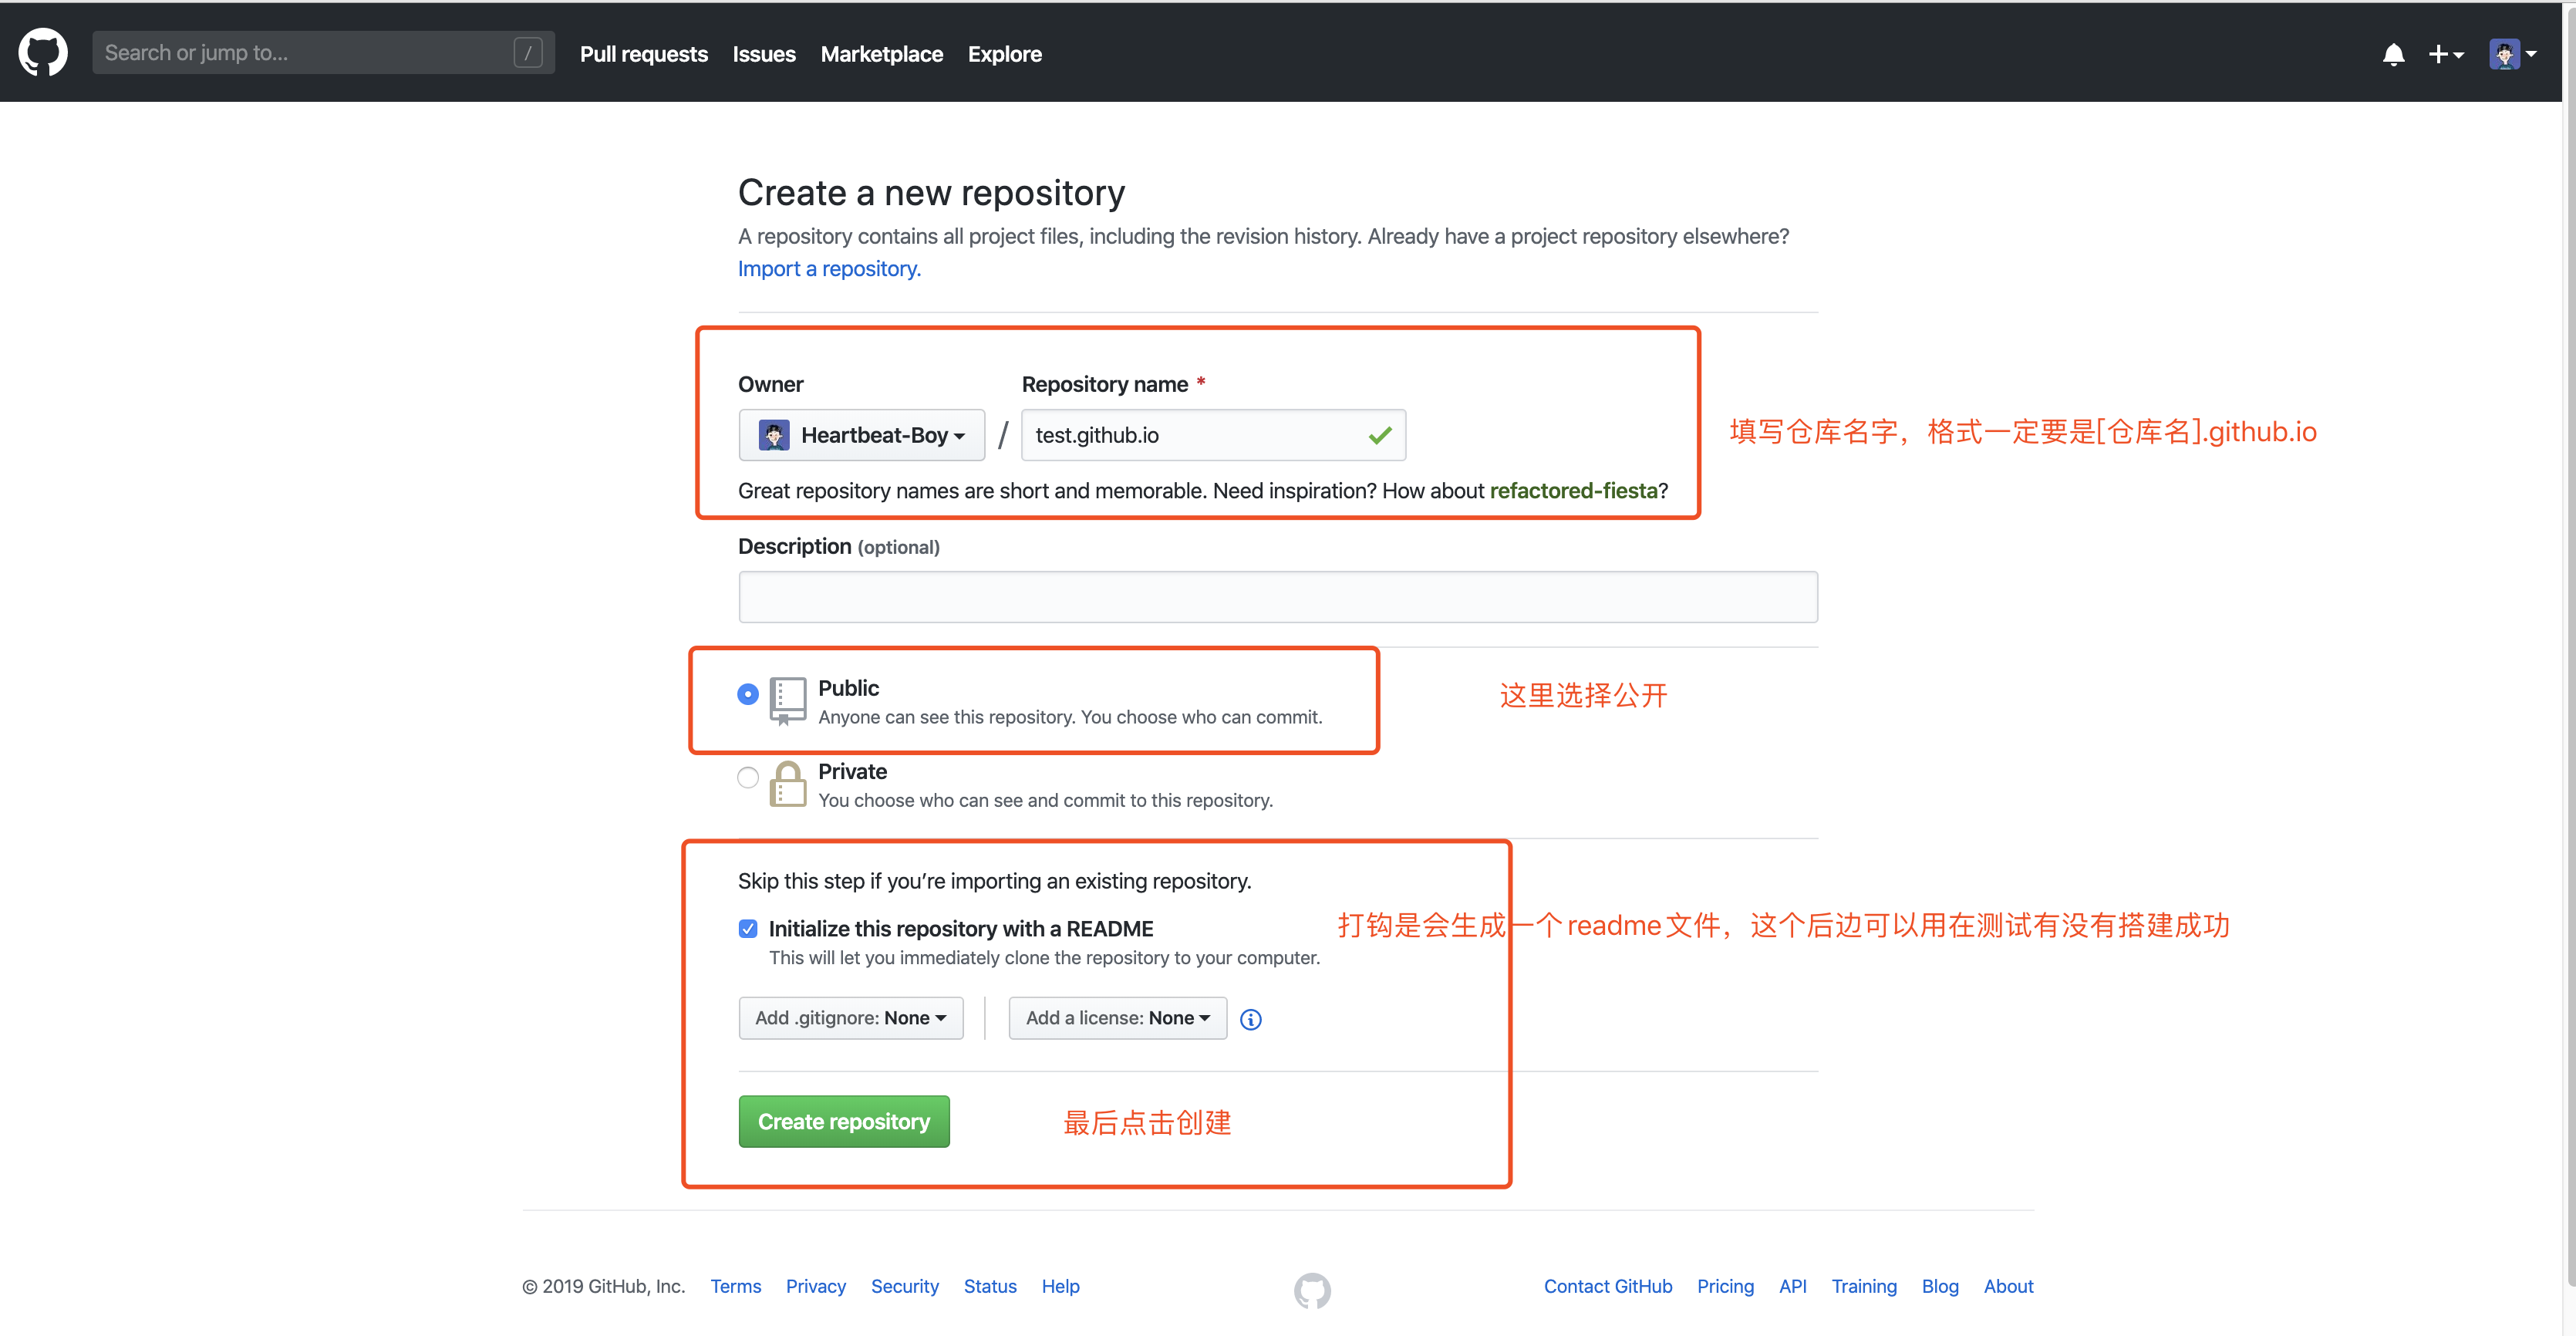 Search or jump to... /
Pull requests Issues Marketplace Explore
Create a new repository
A repository contains all project files, including the revision history. Already have a project repository elsewhere?
Import a repository.
Owner Repository name *
Heartbeat-Boy / test.github.io
填写仓库名字，格式一定要是[仓库名].github.io
Great repository names are short and memorable. Need inspiration? How about refactored-fiesta?
Description (optional)
Public
Anyone can see this repository. You choose who can commit.
这里选择公开
Private
You choose who can see and commit to this repository.
Skip this step if you’re importing an existing repository.
Initialize this repository with a README
打钩是会生成一个readme文件，这个后边可以用在测试有没有搭建成功
This will let you immediately clone the repository to your computer.
Add .gitignore: None Add a license: None
Create repository
最后点击创建
© 2019 GitHub, Inc. Terms Privacy Security Status Help Contact GitHub Pricing API Training Blog About